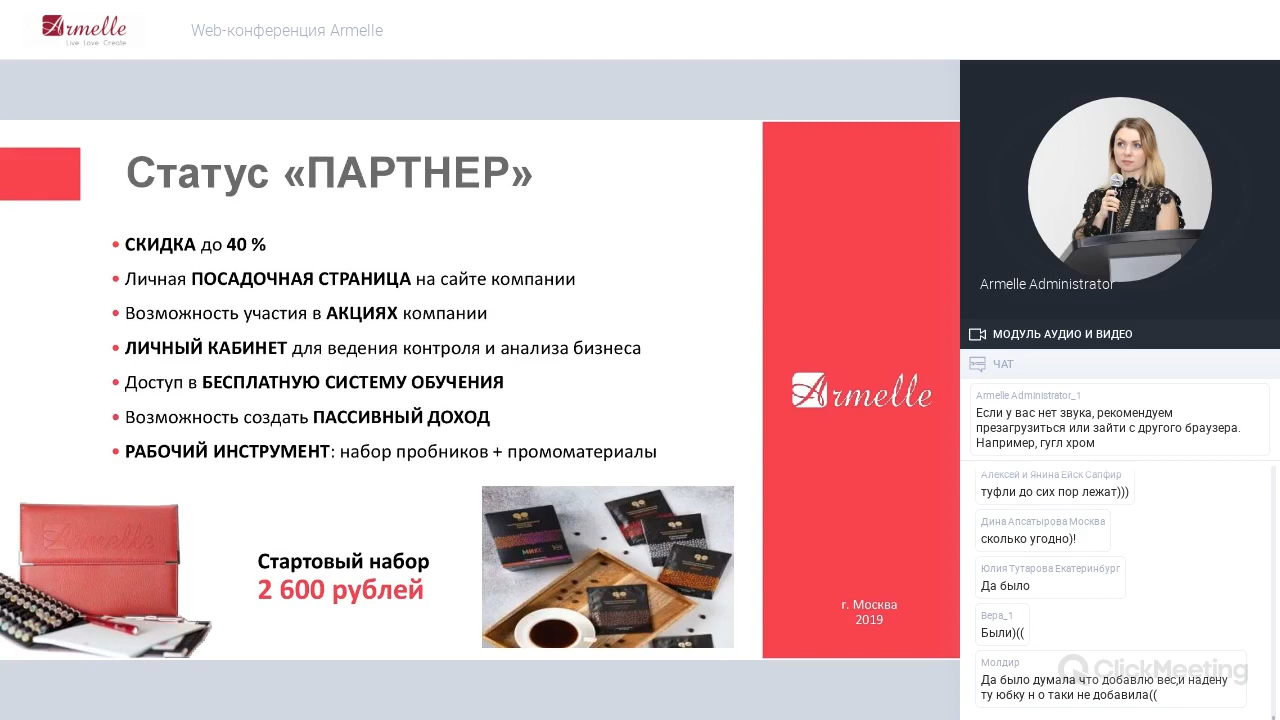 Armelle
Live Love Create
Web-конференция Armelle
Статус «ПАРТНЕР»
• СКИДКА до 40 %
• Личная ПОСАДОЧНАЯ СТРАНИЦА на сайте компании
• Возможность участия в АКЦИЯХ компании
• ЛИЧНЫЙ КАБИНЕТ для ведения контроля и анализа бизнеса
• Доступ в БЕСПЛАТНУЮ СИСТЕМУ ОБУЧЕНИЯ
• Возможность создать ПАССИВНЫЙ ДОХОД
• РАБОЧИЙ ИНСТРУМЕНТ: набор пробников + промоматериалы
Armelle
Стартовый набор
2 600 рублей
МИКС
Armelle
г. Москва
2019
Armelle Administrator
МОДУЛЬ АУДИО И ВИДЕО
ЧАТ
Armelle Administrator_1
Если у вас нет звука, рекомендуем
презагрузиться или зайти с другого браузера.
Например, гугл хром
Алексей и Янина Ейск Сапфир
туфли до сих пор лежат)))
Дина Апсатырова Москва
сколько угодно)!
Юлия Тутарова Екатеринбург
Да было
Вера_1
Были)((
Молдир
Да было думала что добавлю вес,и надену
ту юбку н о таки не добавила((
ClickMeeting